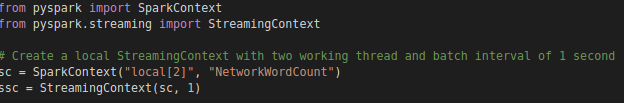 from pyspark import SparkContext
from pyspark.streaming import StreamingContext
# Create a local StreamingContext with two working thread and batch interval of 1 second
sc = SparkContext("local[2]", "NetworkWordCount")
ssc = StreamingContext(sc, 1)